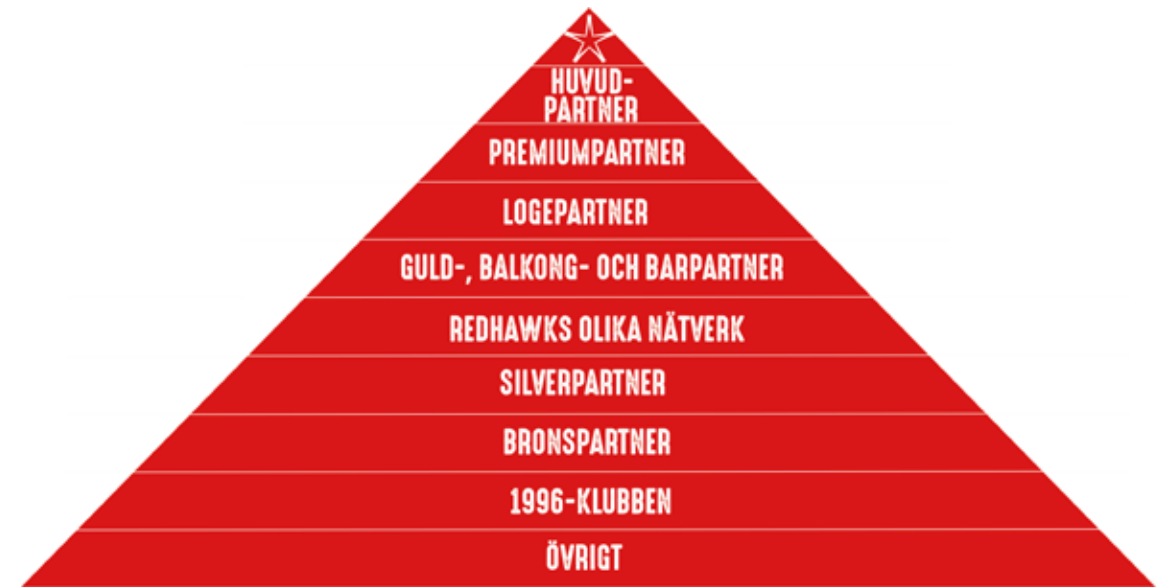 HUVUD-
PARTNER
PREMIUMPARTNER
LOGEPARTNER
GULD-, BALKONG- OCH BARPARTNER
REDHAWKS OLIKA NÄTVERK
SILVERPARTNER
BRONSPARTNER
1996-KLUBBEN
ÖVRIGT